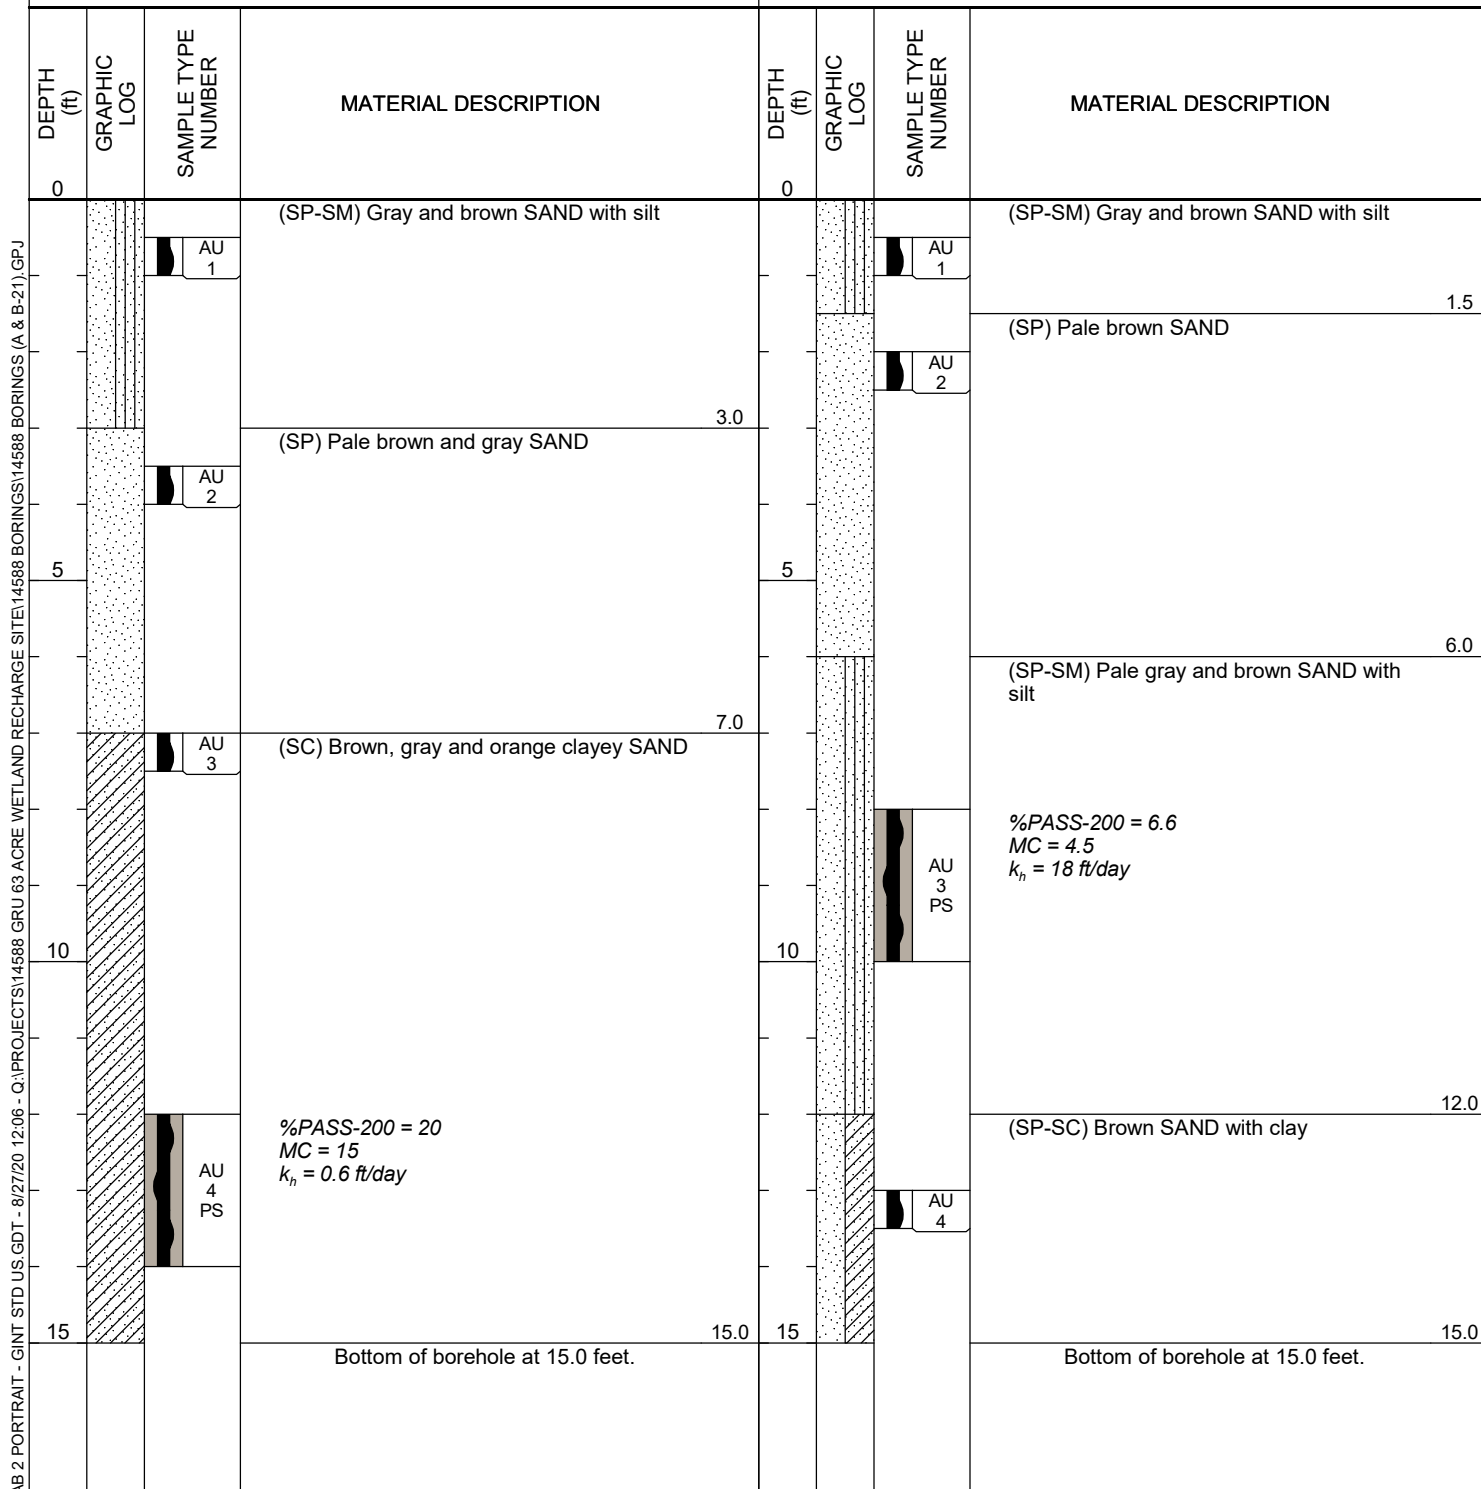 DEPTH
(ft)
GRAPHIC
LOG
SAMPLE TYPE
NUMBER
MATERIAL DESCRIPTION
0
(SP-SM) Gray and brown SAND with silt
AU
1
3.0
(SP) Pale brown and gray SAND
AU
2
5
7.0
(SC) Brown, gray and orange clayey SAND
AU
3
10
%PASS-200 = 20
MC = 15
kh = 0.6 ft/day
AU
4
PS
15
15.0
Bottom of borehole at 15.0 feet.
DEPTH
(ft)
GRAPHIC
LOG
SAMPLE TYPE
NUMBER
MATERIAL DESCRIPTION
0
(SP-SM) Gray and brown SAND with silt
AU
1
1.5
(SP) Pale brown SAND
AU
2
5
6.0
(SP-SM) Pale gray and brown SAND with
silt
%PASS-200 = 6.6
MC = 4.5
kh = 18 ft/day
AU
3
PS
10
12.0
(SP-SC) Brown SAND with clay
AU
4
15
15.0
Bottom of borehole at 15.0 feet.
AB 2 PORTRAIT - GINT STD US.GDT - 8/27/20 12:06 - Q:\PROJECTS\14588 GRU 63 ACRE WETLAND RECHARGE SITE\14588 BORINGS\14588 BORINGS (A & B-21).GPJ